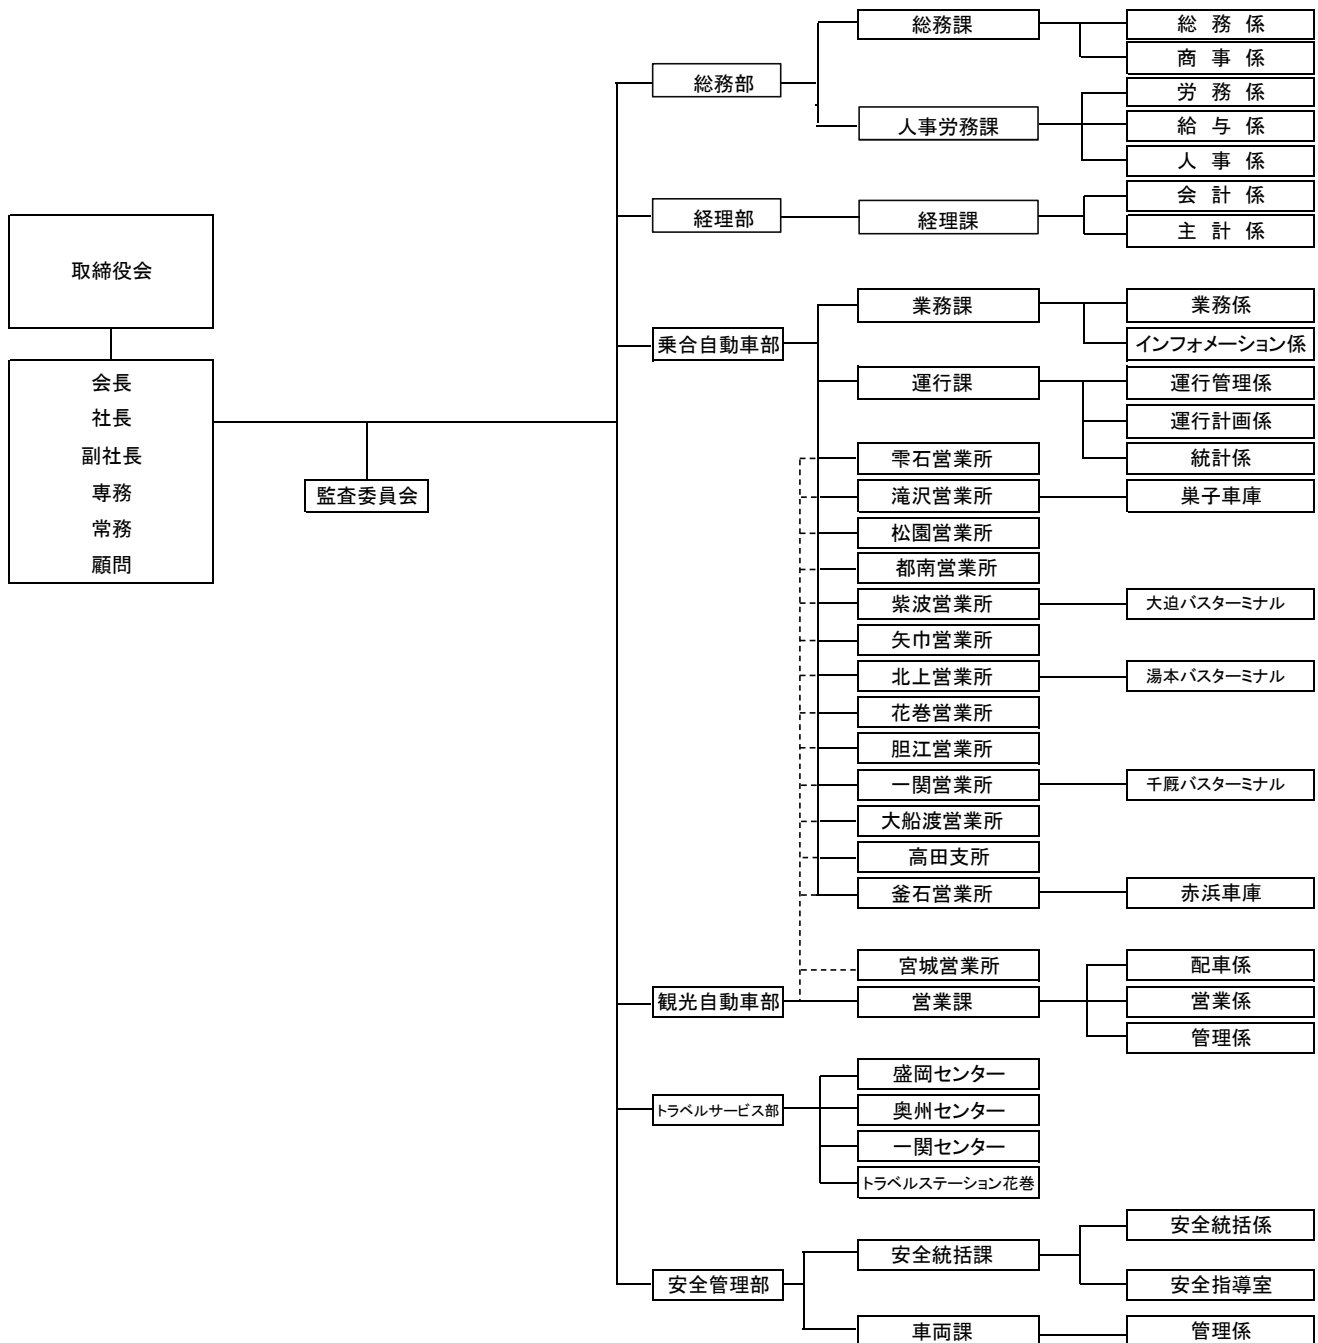 取締役会
会長
社長
副社長
専務
常務
顧問
監査委員会
総務部
総務課
総務係
商事係
人事労務課
労務係
給与係
人事係
経理部
経理課
会計係
主計係
乗合自動車部
業務課
業務係
インフォメーション係
運行課
運行管理係
運行計画係
統計係
雫石営業所
滝沢営業所
巣子車庫
松園営業所
都南営業所
紫波営業所
大迫バスターミナル
矢巾営業所
北上営業所
湯本バスターミナル
花巻営業所
胆江営業所
一関営業所
千厩バスターミナル
大船渡営業所
高田支所
釜石営業所
赤浜車庫
宮城営業所
観光自動車部
営業課
配車係
営業係
管理係
トラベルサービス部
盛岡センター
奥州センター
一関センター
トラベルステーション花巻
安全管理部
安全統括課
安全統括係
安全指導室
車両課
管理係